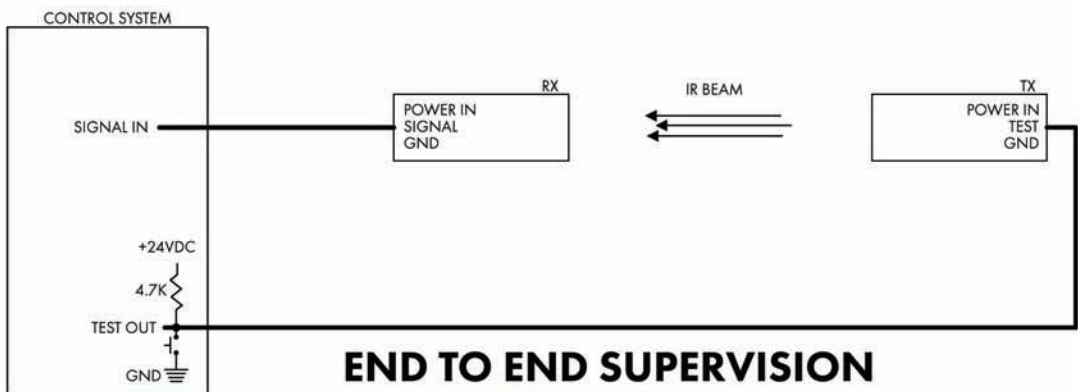 CONTROL SYSTEM
RX
IR BEAM
TX
POWER IN
SIGNAL
GND
POWER IN
TEST
GND
SIGNAL IN
+24VDC
4.7K
TEST OUT
GND
END TO END SUPERVISION